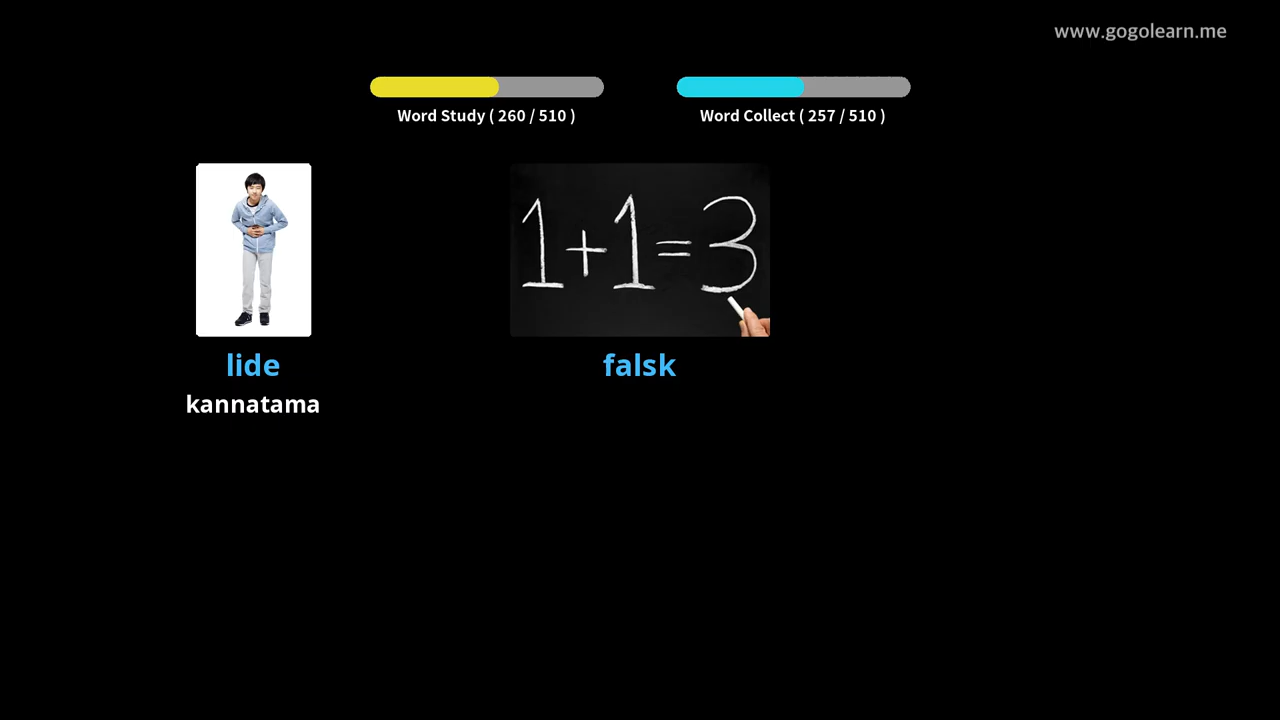 www.gogolearn.me
Word Study ( 260 / 510 )
Word Collect ( 257 / 510 )
1+1=3
lide
falsk
kannatama